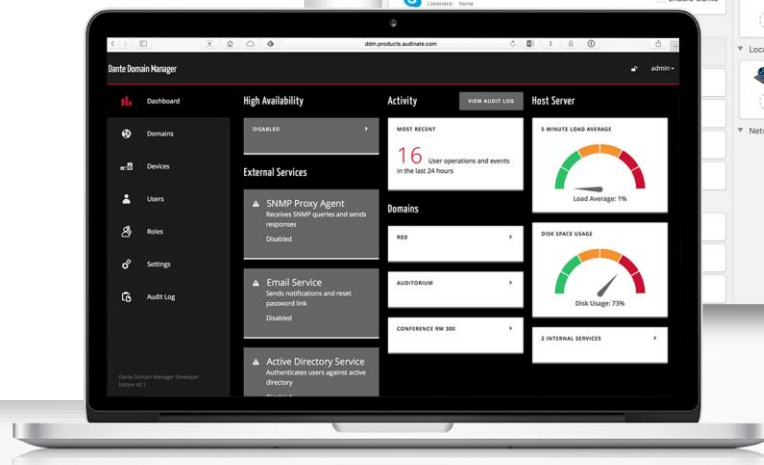 Listeners: None
ddm.products.audinate.com
Dante Domain Manager
admin
Dashboard
Domains
Devices
Users
Roles
Settings
Audit Log
Dante Domain Manager Developer
High Availability
DISABLED
External Services
SNMP Proxy Agent
Receives SNMP queries and sends
responses
Disabled
Email Service
Sends notifications and reset
password link
Disabled
Active Directory Service
Authenticates users against active
directory
Activity
VIEW AUDIT LOG
MOST RECENT
16 User operations and events
in the last 24 hours
Domains
RED
AUDITORIUM
CONFERENCE RM 300
Host Server
5 MINUTE LOAD AVERAGE
Load Average: 1%
DISK SPACE USAGE
Disk Usage: 73%
2 INTERNAL SERVICES